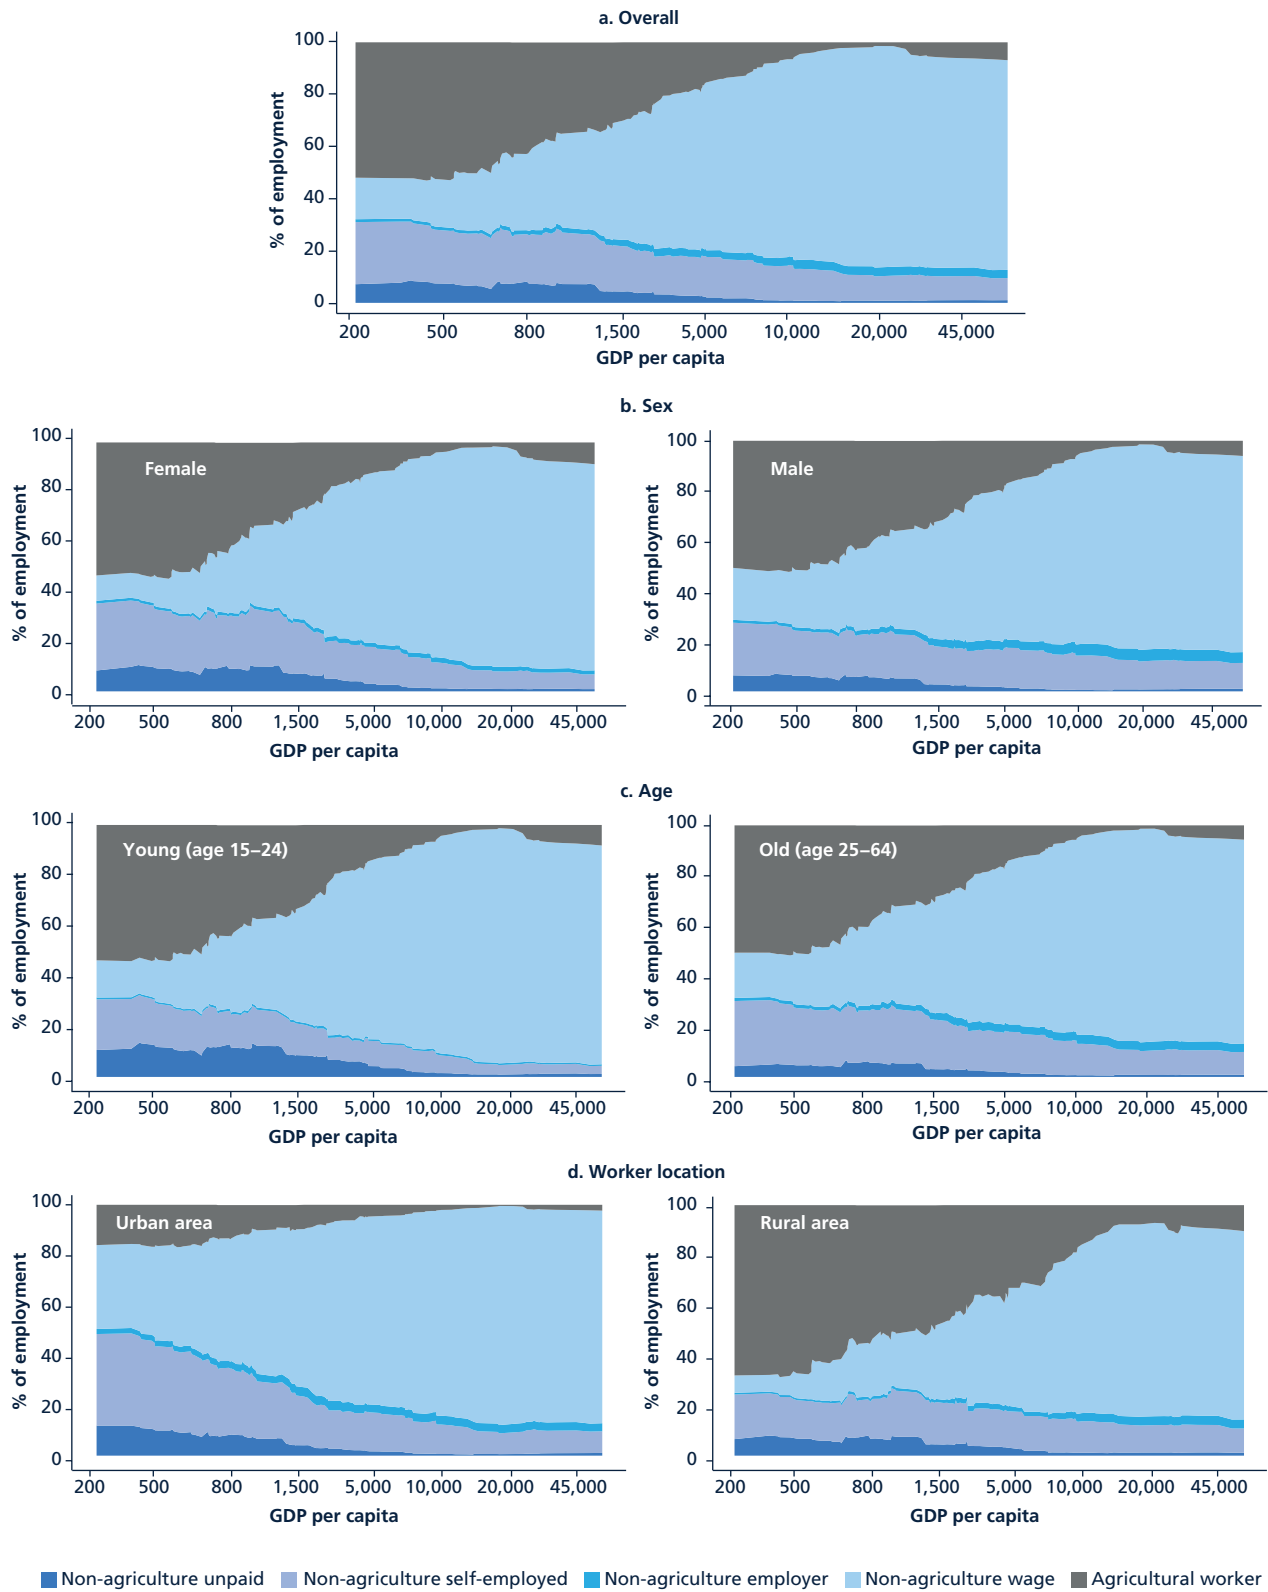 a. Overall
100
80
60
40
20
0
% of employment
200 500 800 1,500 5,000 10,000 20,000 45,000
GDP per capita
b. Sex
Female
100
80
60
40
20
0
% of employment
200 500 800 1,500 5,000 10,000 20,000 45,000
GDP per capita
Male
100
80
60
40
20
0
% of employment
200 500 800 1,500 5,000 10,000 20,000 45,000
GDP per capita
c. Age
Young (age 15–24)
100
80
60
40
20
0
% of employment
200 500 800 1,500 5,000 10,000 20,000 45,000
GDP per capita
Old (age 25–64)
100
80
60
40
20
0
% of employment
200 500 800 1,500 5,000 10,000 20,000 45,000
GDP per capita
d. Worker location
Urban area
100
80
60
40
20
0
% of employment
200 500 800 1,500 5,000 10,000 20,000 45,000
GDP per capita
Rural area
100
80
60
40
20
0
% of employment
200 500 800 1,500 5,000 10,000 20,000 45,000
GDP per capita
Non-agriculture unpaid Non-agriculture self-employed Non-agriculture employer Non-agriculture wage Agricultural worker